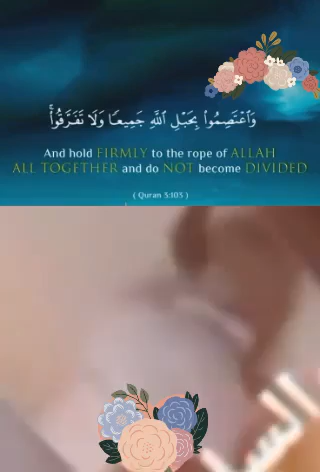 وَٱعْتَصِمُوا۟ بِحَبْلِ ٱللَّهِ جَمِيعًا وَلَا تَفَرَّقُوا۟ۚ
And hold FIRMLY to the rope of ALLAH
ALL TOGETHER and do NOT become DIVIDED
( Quran 3:103 )